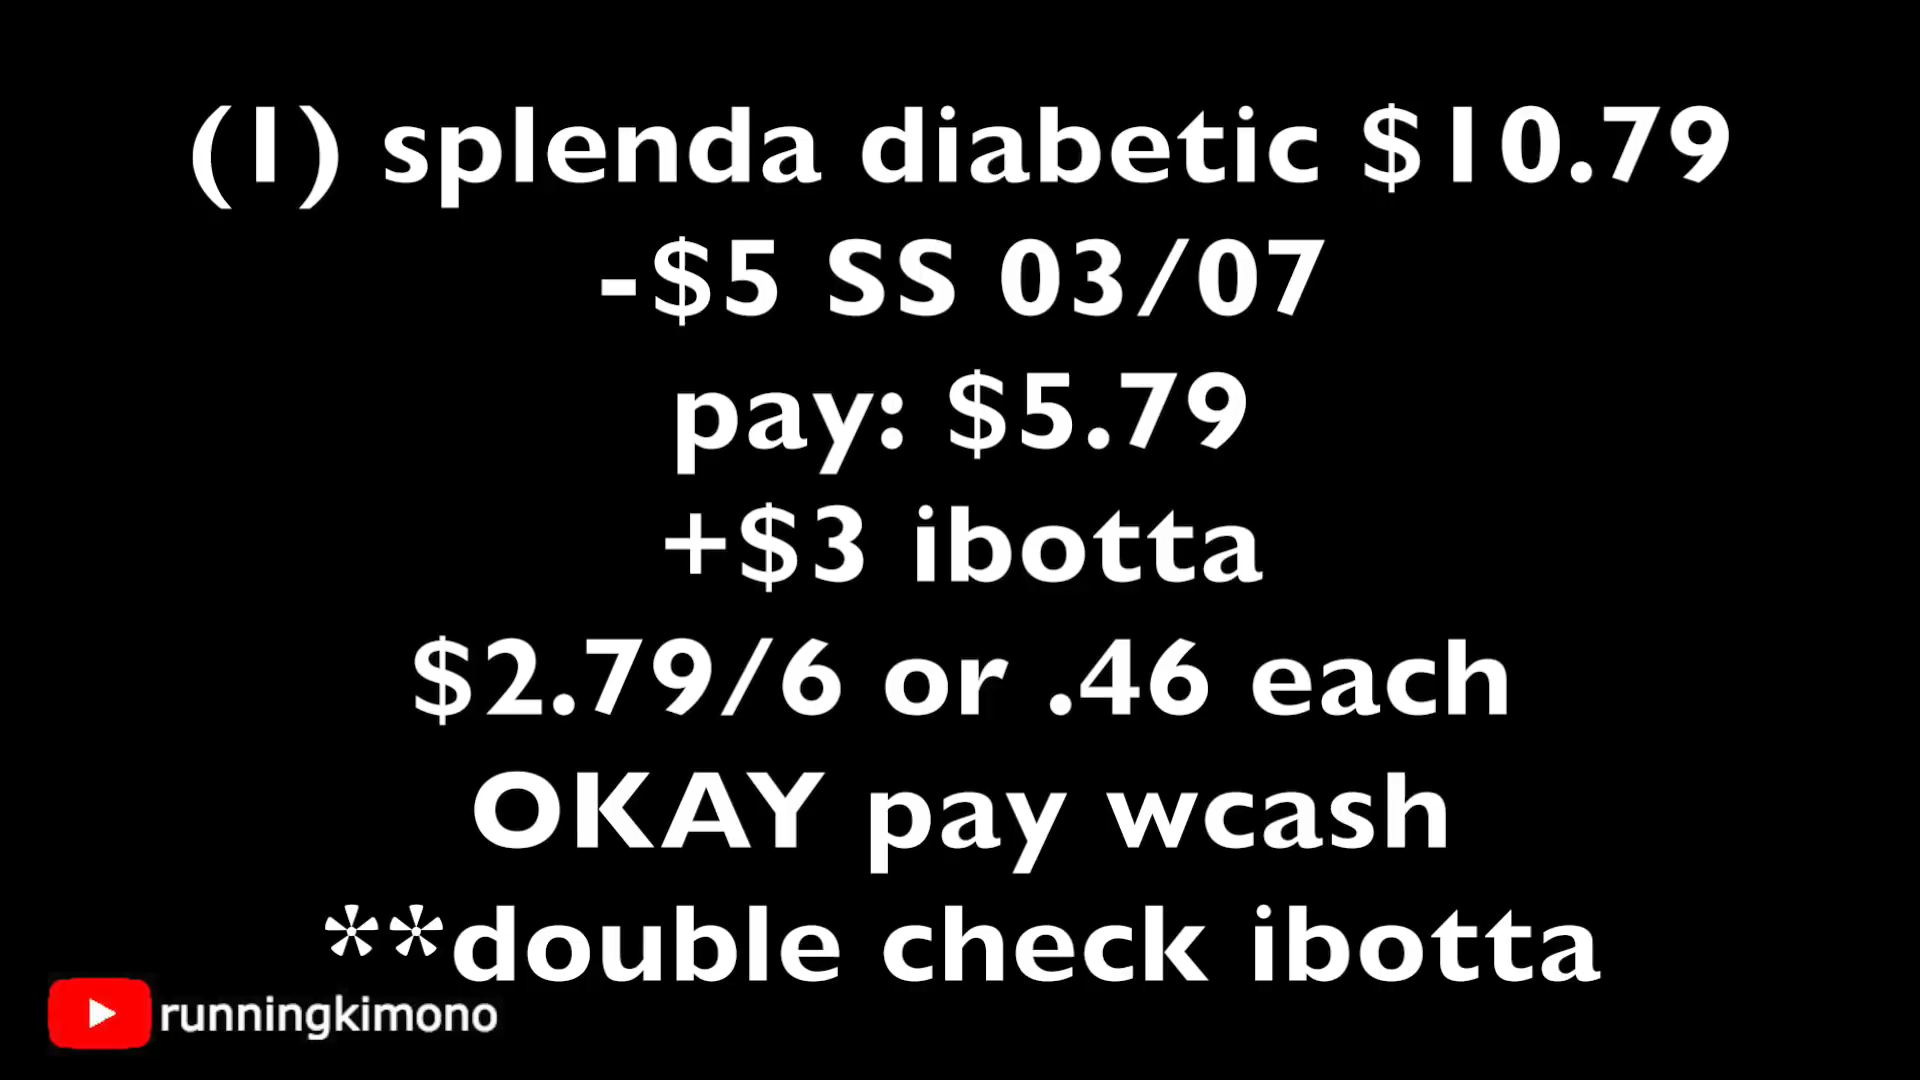 (1) splenda diabetic $10.79
-$5 SS 03/07
pay: $5.79
+$3 ibotta
$2.79/6 or .46 each
OKAY pay wcash
**double check ibotta
runningkimono